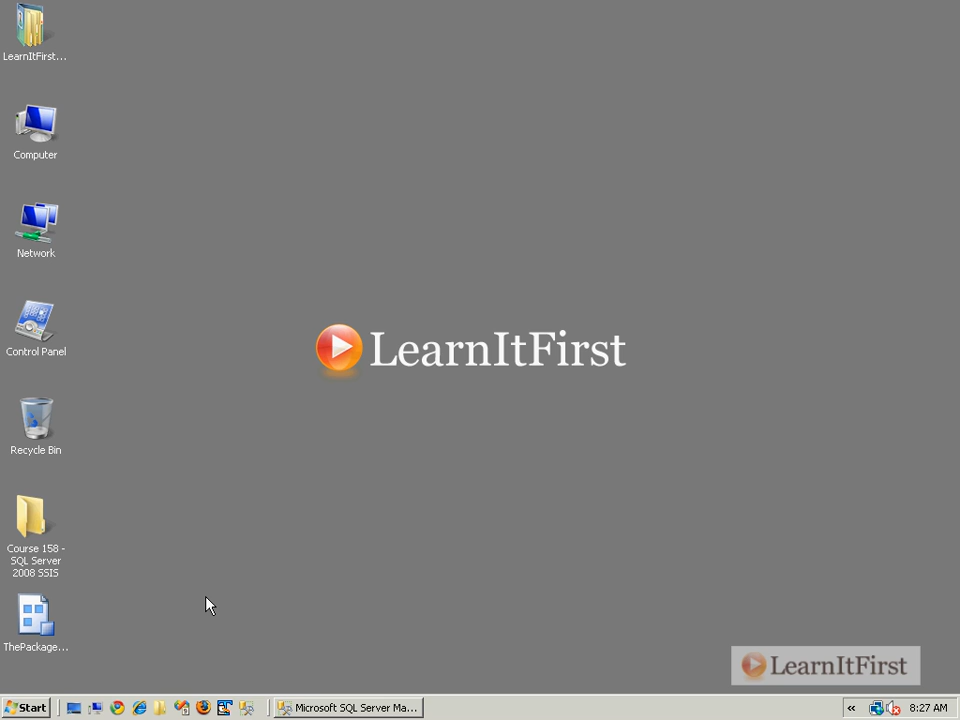 LearnItFirst...
Computer
Network
Control Panel
Recycle Bin
Course 158 -
SQL Server
2008 SSIS
ThePackage...
LearnItFirst
LearnItFirst
Start
Microsoft SQL Server Ma...
8:27 AM